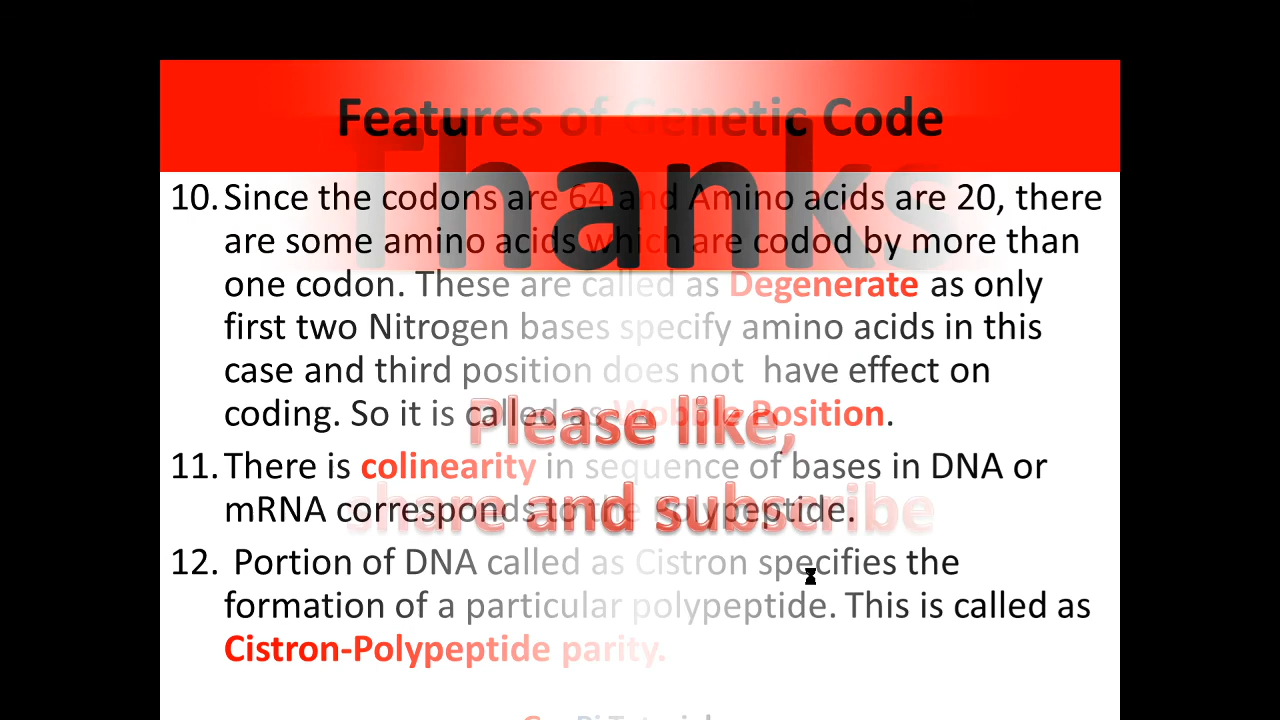 Features of Genetic Code
Thanks
10. Since the codons are 64 and Amino acids are 20, there
are some amino acids which are codod by more than
one codon. These are called as Degenerate as only
first two Nitrogen bases specify amino acids in this
case and third position does not have effect on
coding. So it is called as Wobble Position.
Please like,
11. There is colinearity in sequence of bases in DNA or
mRNA corresponds to the polypeptide.
share and subscribe
12. Portion of DNA called as Cistron specifies the
formation of a particular polypeptide. This is called as
Cistron-Polypeptide parity.